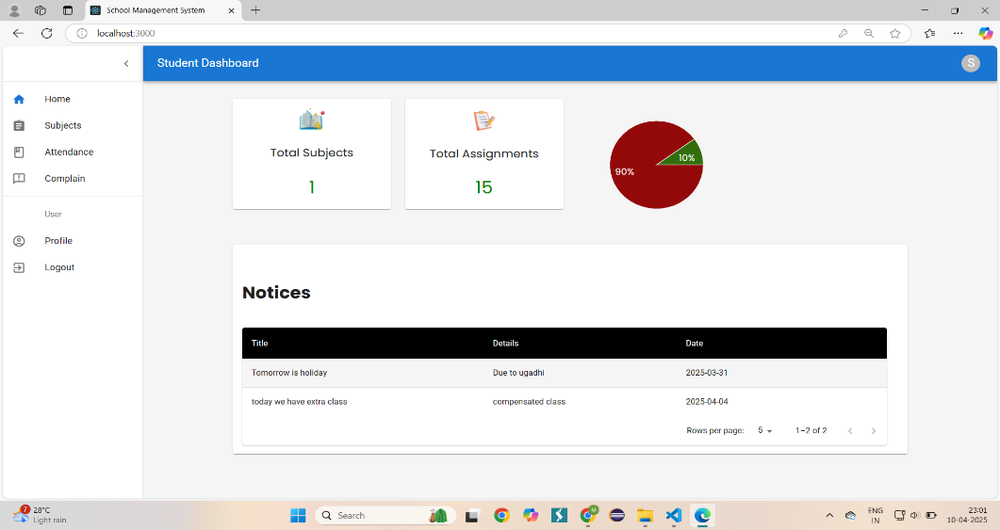 School Management System
localhost:3000
Student Dashboard
S
Home
Subjects
Attendance
Complain
User
Profile
Logout
Total Subjects
1
Total Assignments
15
90%
10%
Notices
Title Details Date
Tomorrow is holiday Due to ugadhi 2025-03-31
today we have extra class compensated class 2025-04-04
Rows per page: 5 1–2 of 2
7
28°C
Light rain
Search
M
ENG
IN
23:01
10-04-2025